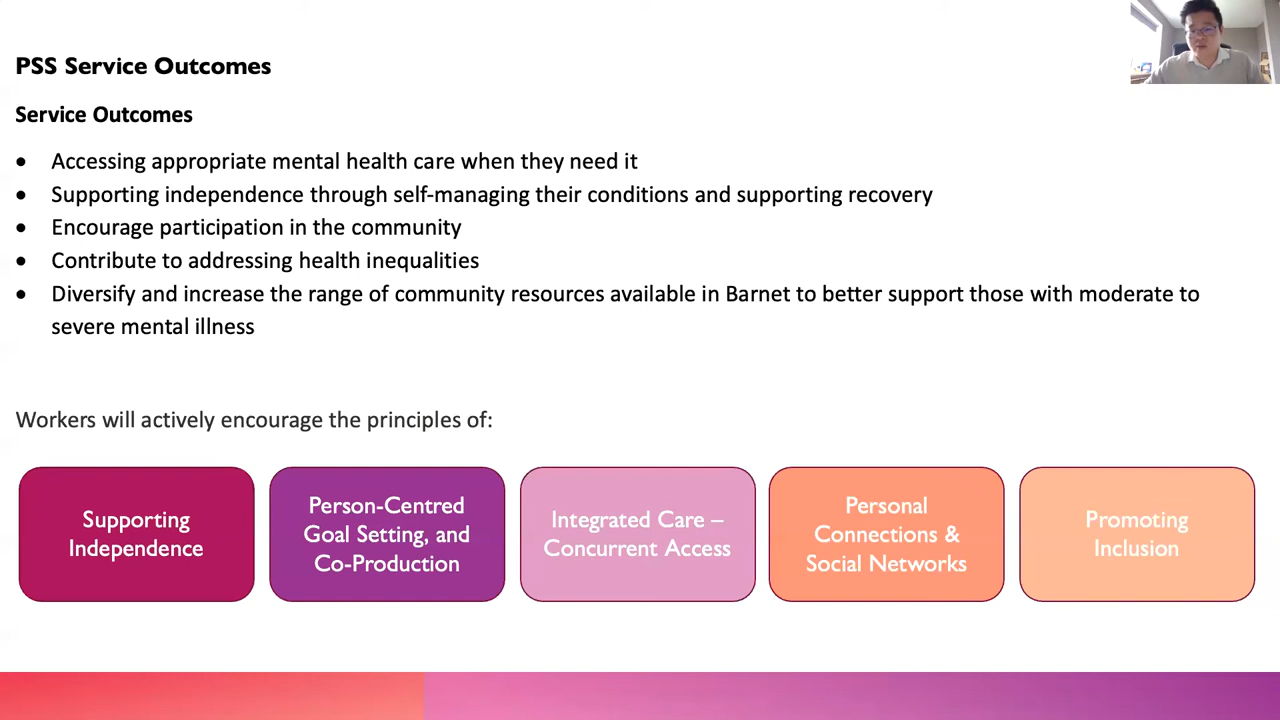 PSS Service Outcomes
Service Outcomes
• Accessing appropriate mental health care when they need it
• Supporting independence through self-managing their conditions and supporting recovery
• Encourage participation in the community
• Contribute to addressing health inequalities
• Diversify and increase the range of community resources available in Barnet to better support those with moderate to
severe mental illness
Workers will actively encourage the principles of:
Supporting
Independence
Person-Centred
Goal Setting, and
Co-Production
Integrated Care –
Concurrent Access
Personal
Connections &
Social Networks
Promoting
Inclusion